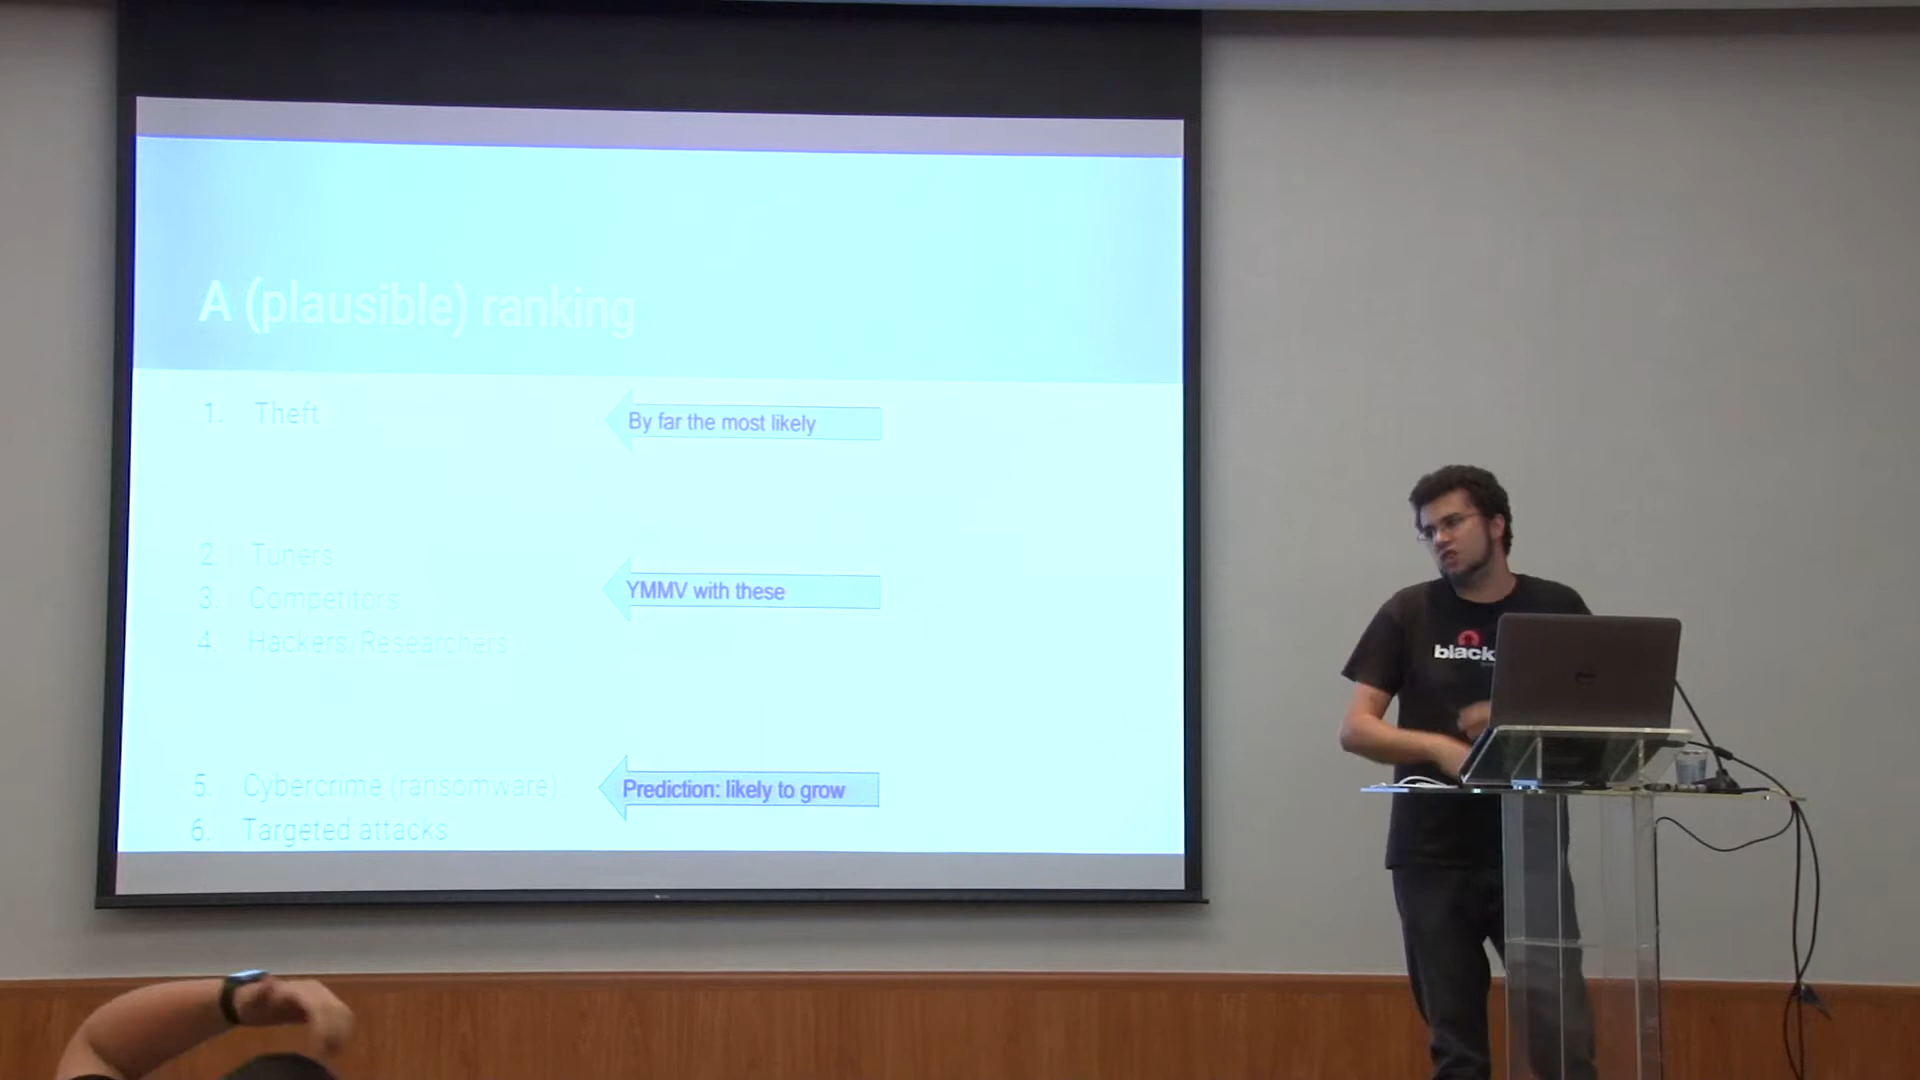 A (plausible) ranking
1. Theft
By far the most likely
2. Tuners
3. Competitors
YMMV with these
4. Hackers/Researchers
5. Cybercrime (ransomware)
Prediction: likely to grow
6. Targeted attacks
black